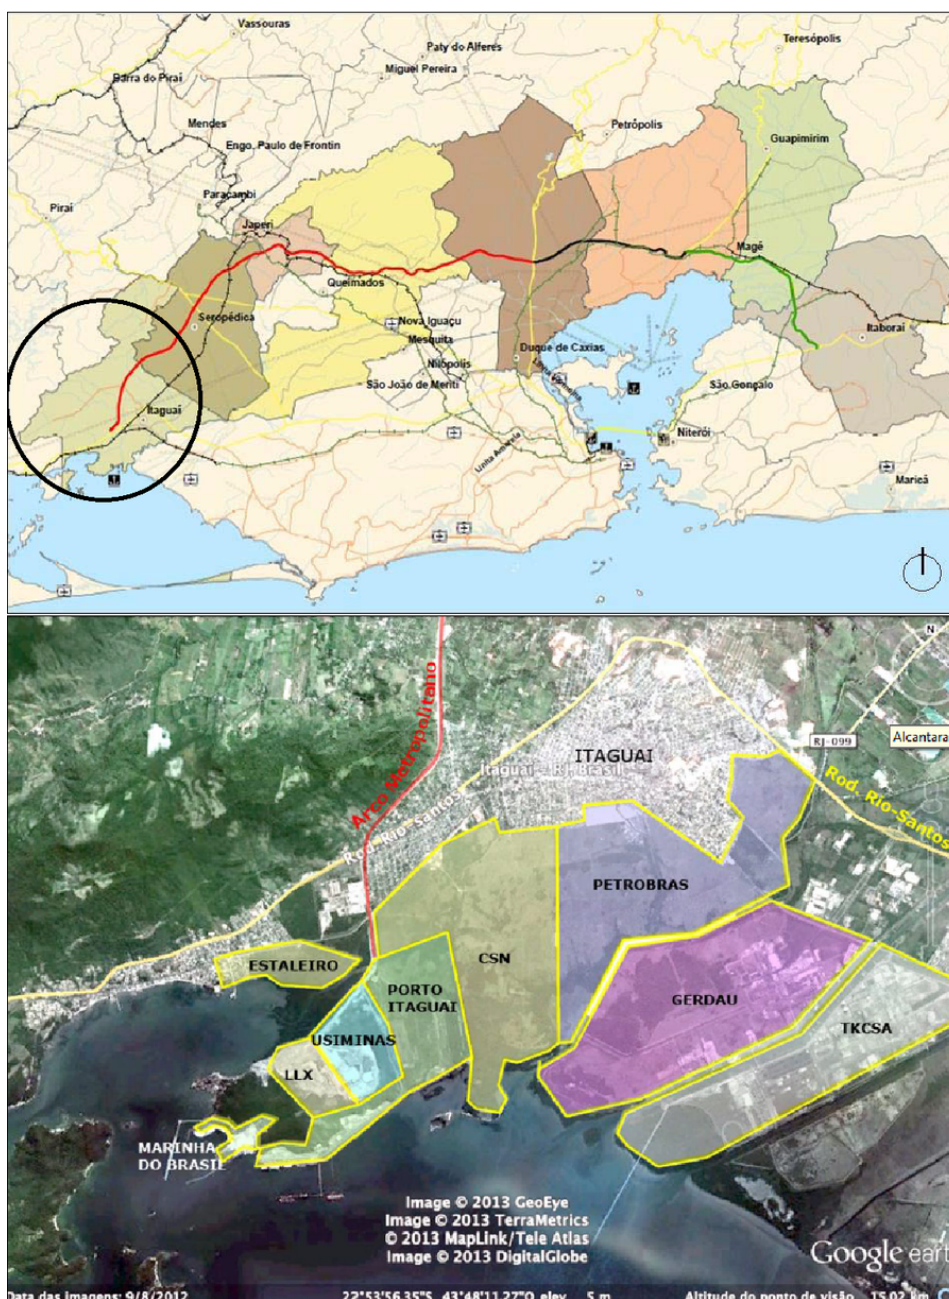 Vassouras
Teresópolis
Paty do Alferes
Miguel Pereira
Barra do Piraí
Mendes
Petrópolis
Guapimirim
Engo. Paulo de Frontin
Paracambi
Piraí
Japeri
Magé
Queimados
Seropédica
Nova Iguaçu
Itaboraí
Mesquita
Duque de Caxias
Nilópolis
São João de Meriti
São Gonçalo
Itaguaí
Niterói
Linha Amarela
Maricá
N
Arco Metropolitano
RJ-099
Alcantara
ITAGUAI
Itaguaí - RJ, Brasil
Rod. Rio-Santos
Rod. Rio-Santos
PETROBRAS
CSN
ESTALEIRO
PORTO
ITAGUAI
GERDAU
USIMINAS
TKCSA
LLX
MARINHA
DO BRASIL
Image © 2013 GeoEye
Image © 2013 TerraMetrics
© 2013 MapLink/Tele Atlas
Image © 2013 DigitalGlobe
Google eart
Data das imagens: 9/8/2012
22°53'56.35"S 43°48'11.27"O elev 5 m
Altitude do ponto de visão 15.02 km